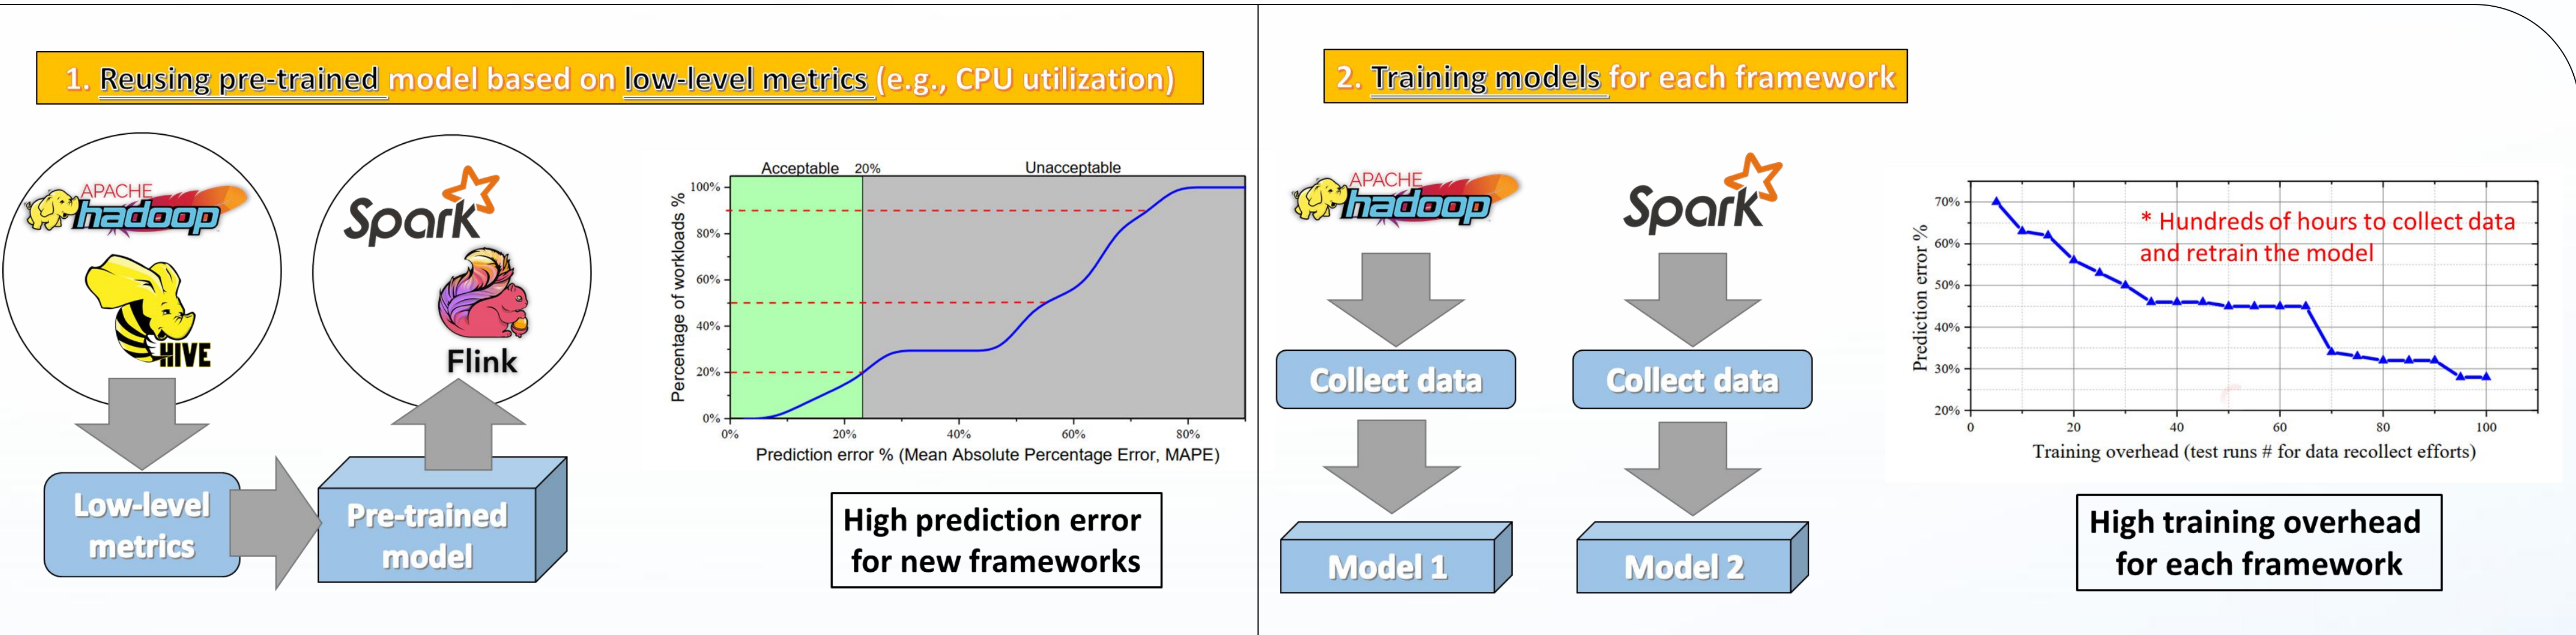 1. Reusing pre-trained model based on low-level metrics (e.g., CPU utilization)
APACHE
hadoop
HIVE
Spark
Flink
Low-level
metrics
Pre-trained
model
Acceptable 20% Unacceptable
100%
80%
60%
40%
20%
0%
Percentage of workloads %
0% 20% 40% 60% 80%
Prediction error % (Mean Absolute Percentage Error, MAPE)
High prediction error
for new frameworks
2. Training models for each framework
APACHE
hadoop
Spark
Collect data
Collect data
Model 1
Model 2
* Hundreds of hours to collect data
and retrain the model
70%
60%
50%
40%
30%
20%
Prediction error %
0 20 40 60 80 100
Training overhead (test runs # for data recollect efforts)
High training overhead
for each framework